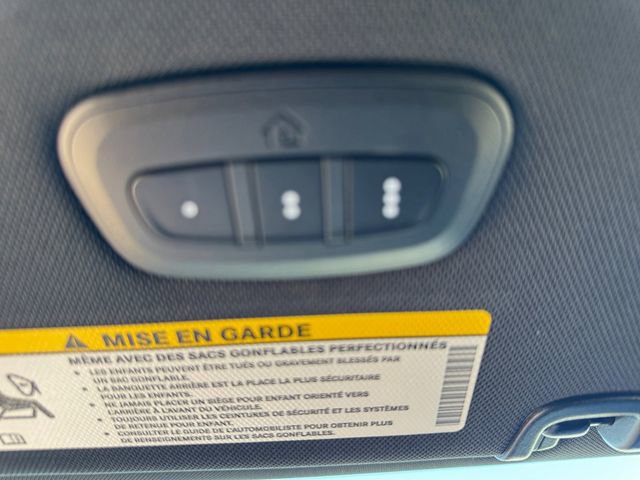 MISE EN GARDE
MÊME AVEC DES SACS GONFLABLES PERFECTIONNÉS
• LES ENFANTS PEUVENT ÊTRE TUÉS OU GRAVEMENT BLESSÉS PAR
UN SAC GONFLABLE.
• LA BANQUETTE ARRIÈRE EST LA PLACE LA PLUS SÉCURITAIRE
POUR LES ENFANTS.
• NE JAMAIS PLACER UN SIÈGE POUR ENFANT ORIENTÉ VERS
L'ARRIÈRE À L'AVANT DU VÉHICULE.
• TOUJOURS UTILISER LES CEINTURES DE SÉCURITÉ ET LES SYSTÈMES
DE RETENUE POUR ENFANT.
• CONSULTER LE GUIDE DE L'AUTOMOBILISTE POUR OBTENIR PLUS
DE RENSEIGNEMENTS SUR LES SACS GONFLABLES.